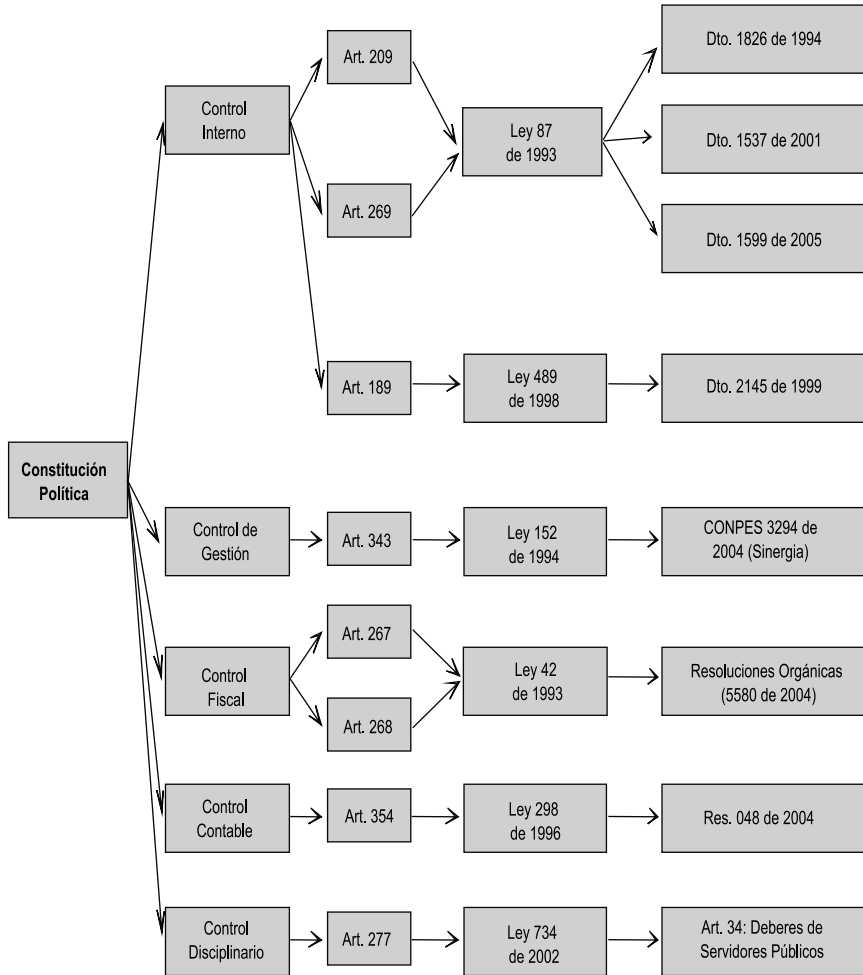 Constitución
Política
Control
Interno
Art. 209
Art. 269
Ley 87
de 1993
Dto. 1826 de 1994
Dto. 1537 de 2001
Dto. 1599 de 2005
Art. 189
Ley 489
de 1998
Dto. 2145 de 1999
Control de
Gestión
Art. 343
Ley 152
de 1994
CONPES 3294 de
2004 (Sinergia)
Control
Fiscal
Art. 267
Art. 268
Ley 42
de 1993
Resoluciones Orgánicas
(5580 de 2004)
Control
Contable
Art. 354
Ley 298
de 1996
Res. 048 de 2004
Control
Disciplinario
Art. 277
Ley 734
de 2002
Art. 34: Deberes de
Servidores Públicos